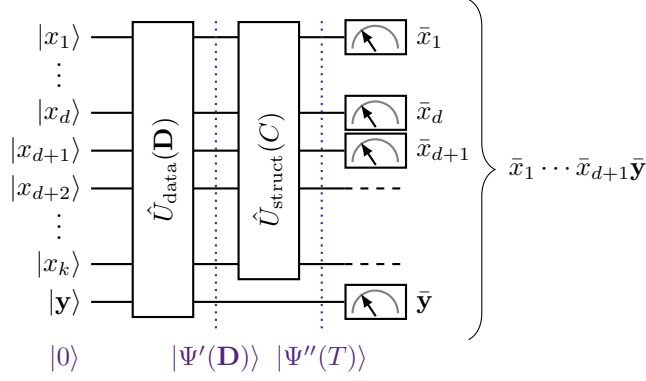 |x₁⟩ x̄₁
⋮
|x_d⟩ x̄_d
|x_{d+1}⟩ x̄_{d+1}
|x_{d+2}⟩
⋮
|x_k⟩
|𝐲⟩ 𝐲̄
Û_data(𝐃)
Û_struct(C)
x̄₁ ⋯ x̄_{d+1}𝐲̄
|0⟩ |Ψ′(𝐃)⟩ |Ψ′′(T)⟩